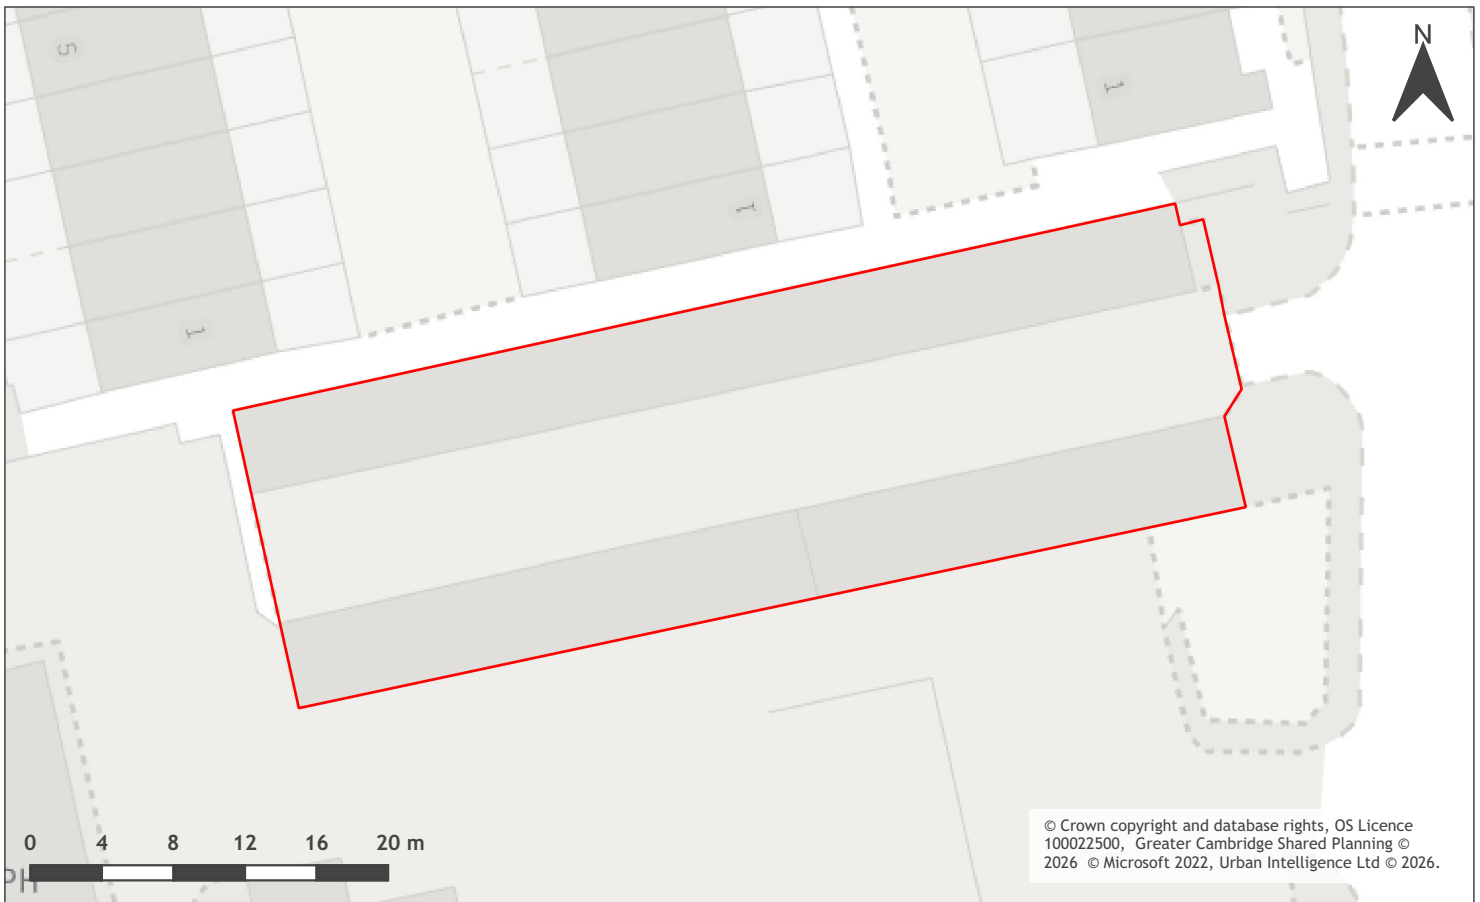 5
N
1
1
1
0 4 8 12 16 20 m
PH
© Crown copyright and database rights, OS Licence
100022500, Greater Cambridge Shared Planning ©
2026 © Microsoft 2022, Urban Intelligence Ltd © 2026.